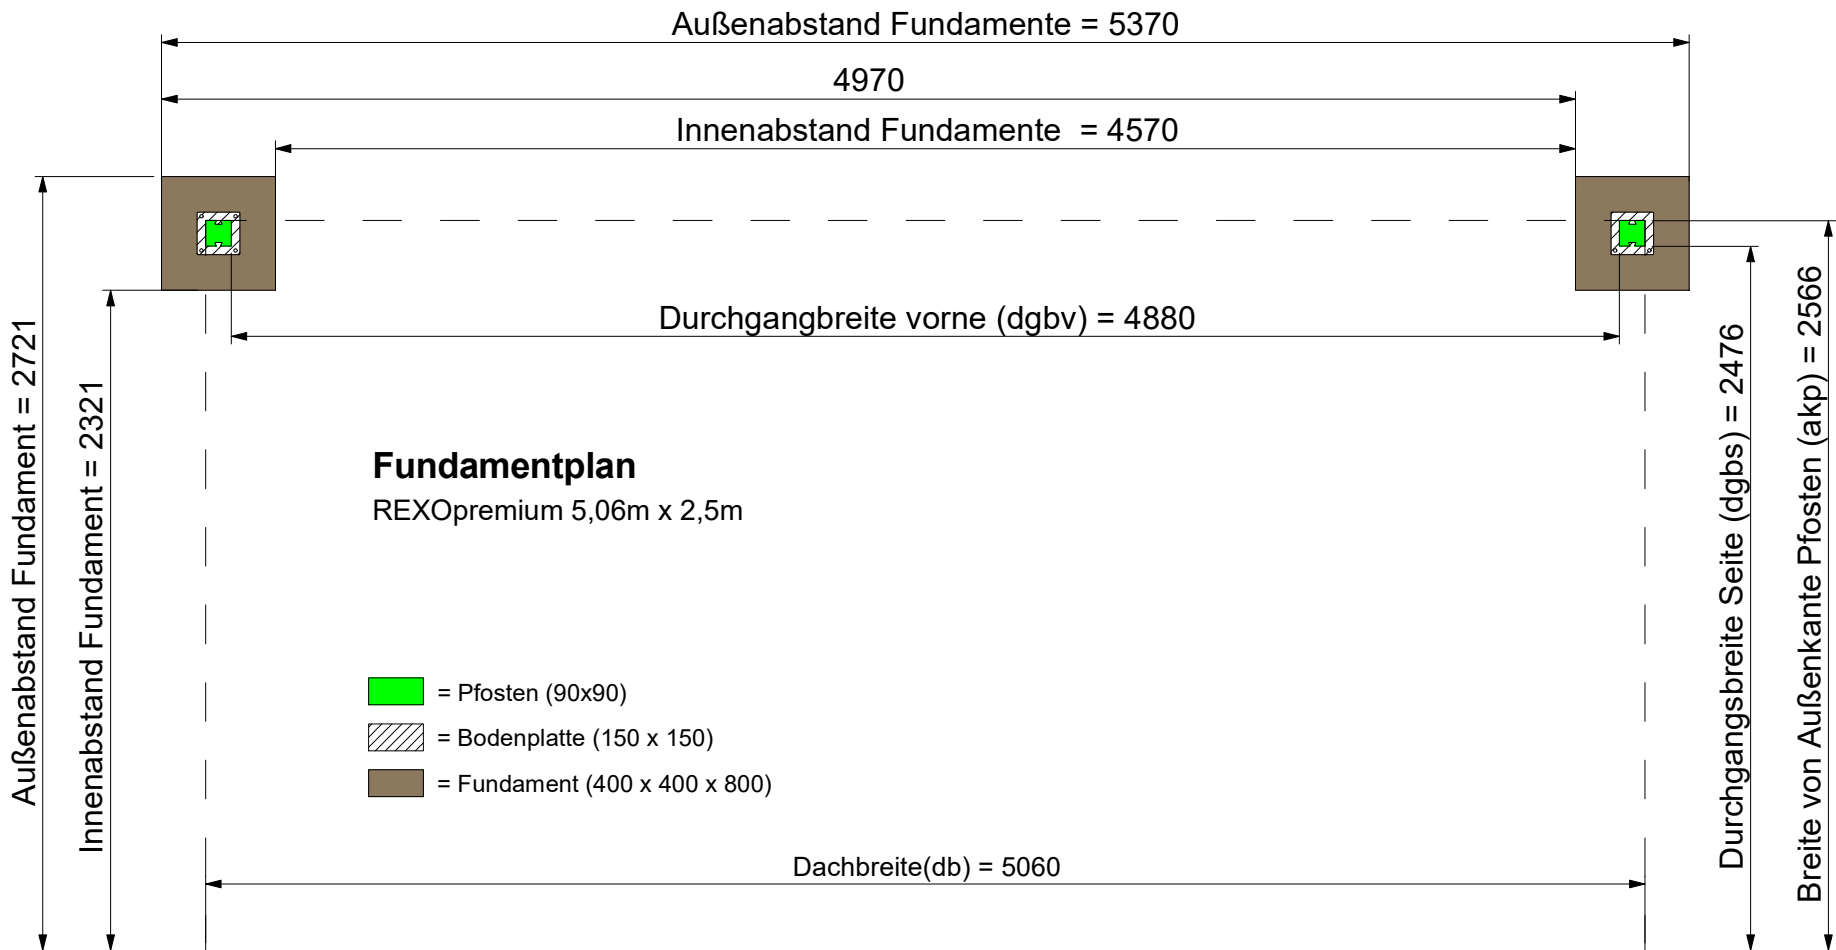 Außenabstand Fundamente = 5370
4970
Innenabstand Fundamente = 4570
Durchgangbreite vorne (dgbv) = 4880
Außenabstand Fundament = 2721
Innenabstand Fundament = 2321
Fundamentplan
REXOpremium 5,06m x 2,5m
= Pfosten (90x90)
= Bodenplatte (150 x 150)
= Fundament (400 x 400 x 800)
Dachbreite(db) = 5060
Durchgangsbreite Seite (dgbs) = 2476
Breite von Außenkante Pfosten (akp) = 2566